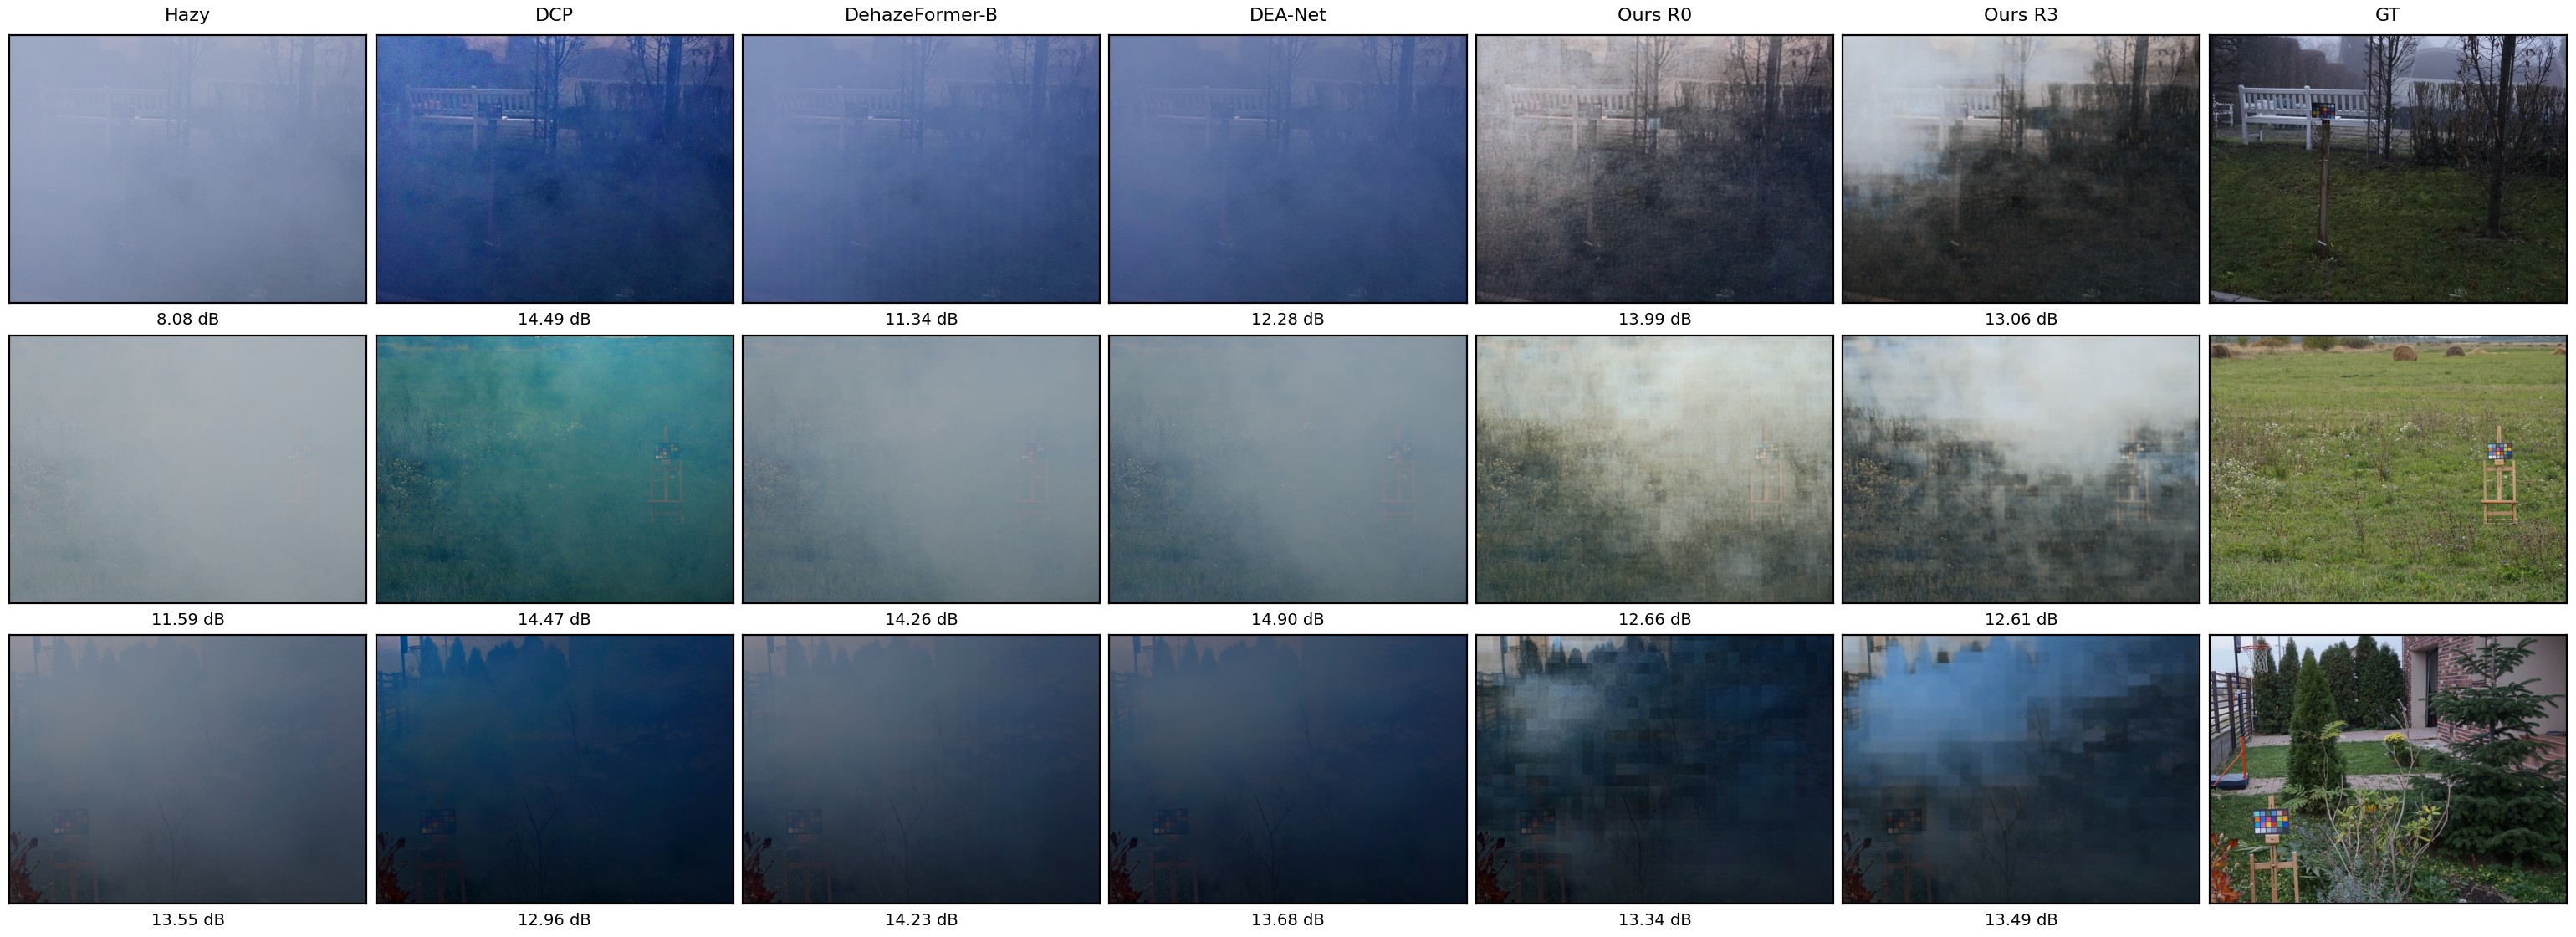 Hazy DCP DehazeFormer-B DEA-Net Ours R0 Ours R3 GT
8.08 dB 14.49 dB 11.34 dB 12.28 dB 13.99 dB 13.06 dB
11.59 dB 14.47 dB 14.26 dB 14.90 dB 12.66 dB 12.61 dB
13.55 dB 12.96 dB 14.23 dB 13.68 dB 13.34 dB 13.49 dB